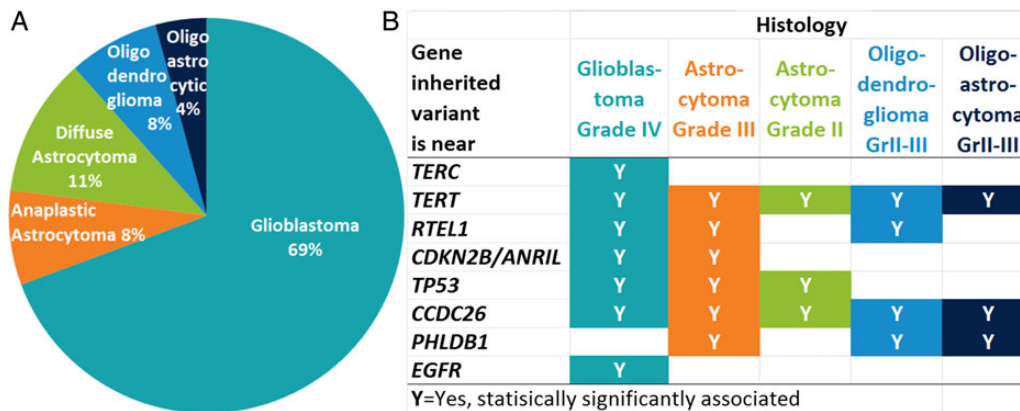 A
Oligo
astro
cytic
4%
Oligo
dendro
glioma
8%
Diffuse
Astrocytoma
11%
Anaplastic
Astrocytoma 8%
Glioblastoma
69%
B
Histology
Gene
inherited
variant
is near
Glioblas-
toma
Grade IV
Astro-
cytoma
Grade III
Astro-
cytoma
Grade II
Oligo-
dendro-
glioma
GrII-III
Oligo-
astro-
cytoma
GrII-III
TERC Y
TERT Y Y Y Y Y
RTEL1 Y Y Y
CDKN2B/ANRIL Y Y
TP53 Y Y Y
CCDC26 Y Y Y Y Y
PHLDB1 Y Y Y
EGFR Y
Y=Yes, statisically significantly associated